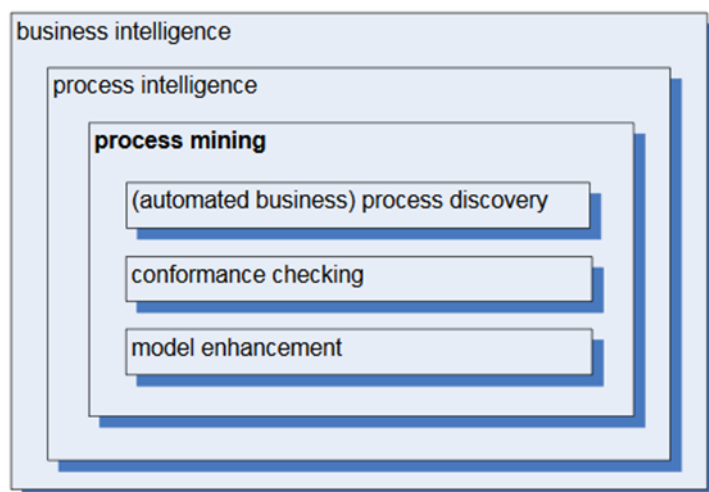 business intelligence
process intelligence
process mining
(automated business) process discovery
conformance checking
model enhancement